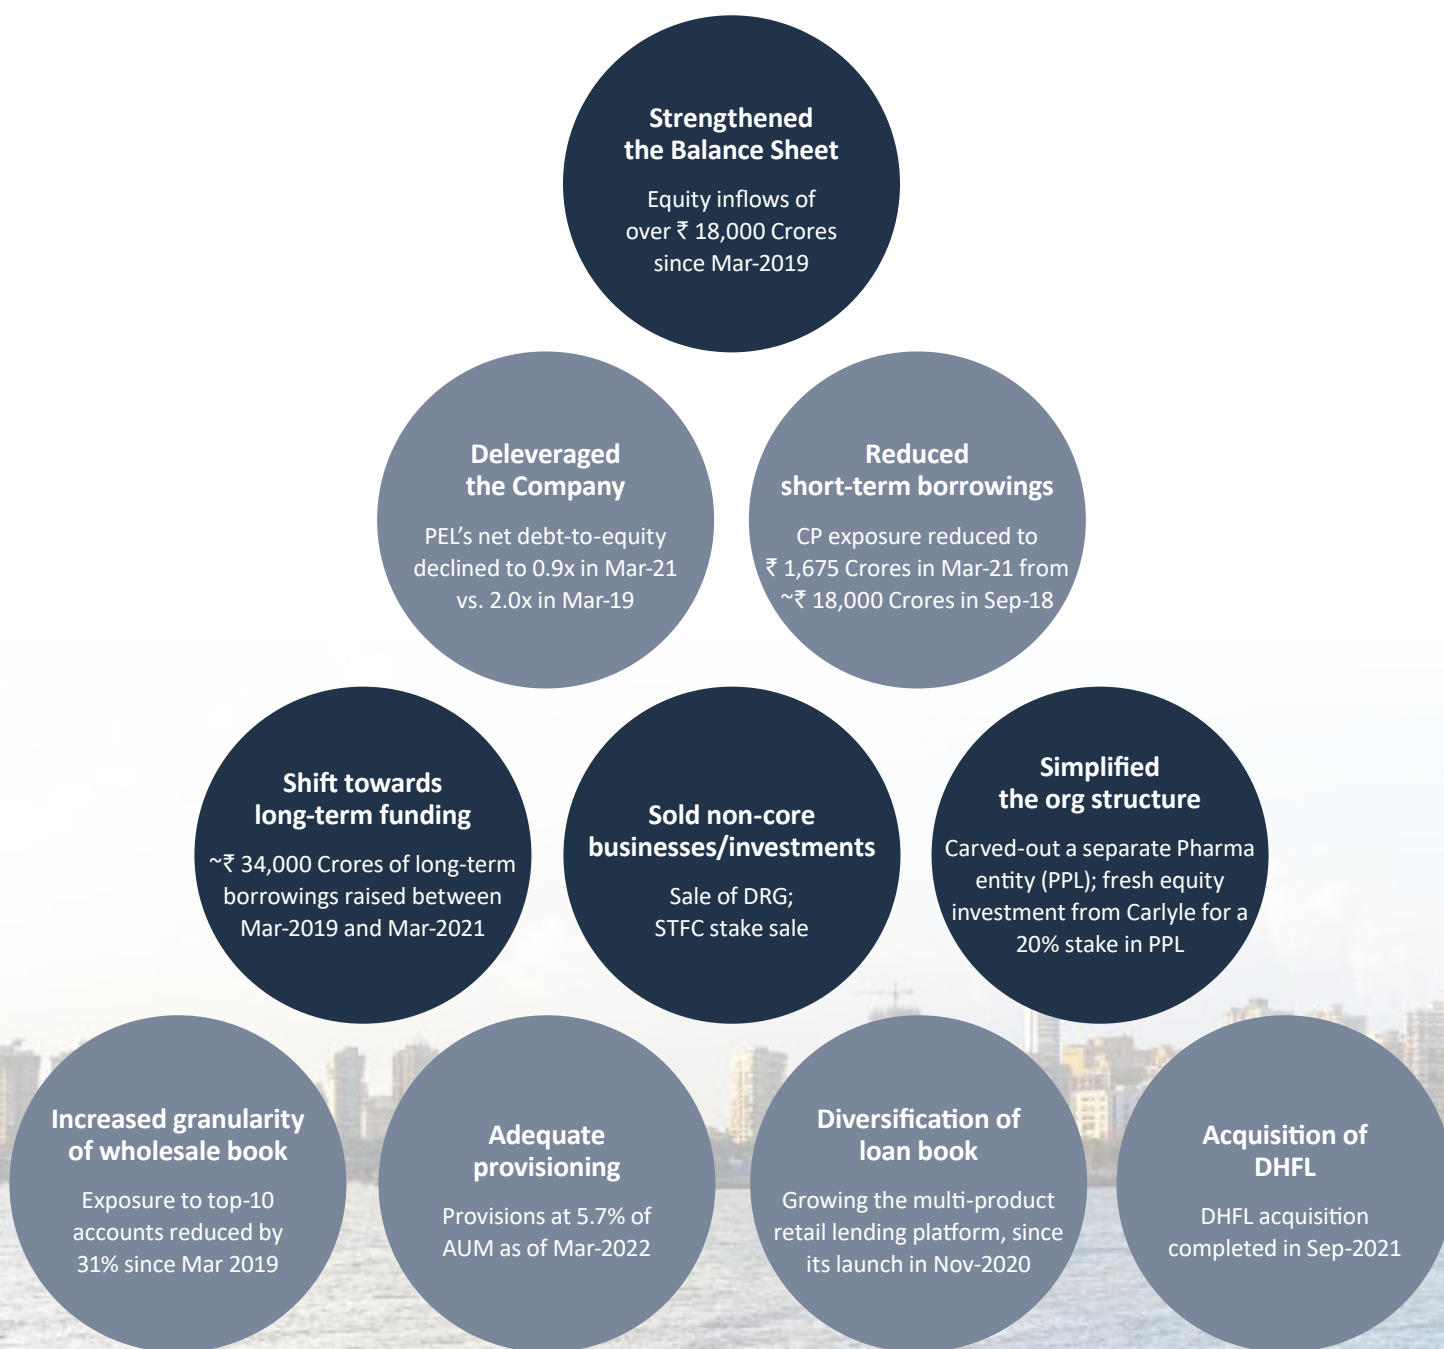 Strengthened
the Balance Sheet
Equity inflows of
over ₹ 18,000 Crores
since Mar-2019
Deleveraged
the Company
PEL’s net debt-to-equity
declined to 0.9x in Mar-21
vs. 2.0x in Mar-19
Reduced
short-term borrowings
CP exposure reduced to
₹ 1,675 Crores in Mar-21 from
~₹ 18,000 Crores in Sep-18
Shift towards
long-term funding
~₹ 34,000 Crores of long-term
borrowings raised between
Mar-2019 and Mar-2021
Sold non-core
businesses/investments
Sale of DRG;
STFC stake sale
Simplified
the org structure
Carved-out a separate Pharma
entity (PPL); fresh equity
investment from Carlyle for a
20% stake in PPL
Increased granularity
of wholesale book
Exposure to top-10
accounts reduced by
31% since Mar 2019
Adequate
provisioning
Provisions at 5.7% of
AUM as of Mar-2022
Diversification of
loan book
Growing the multi-product
retail lending platform, since
its launch in Nov-2020
Acquisition of
DHFL
DHFL acquisition
completed in Sep-2021